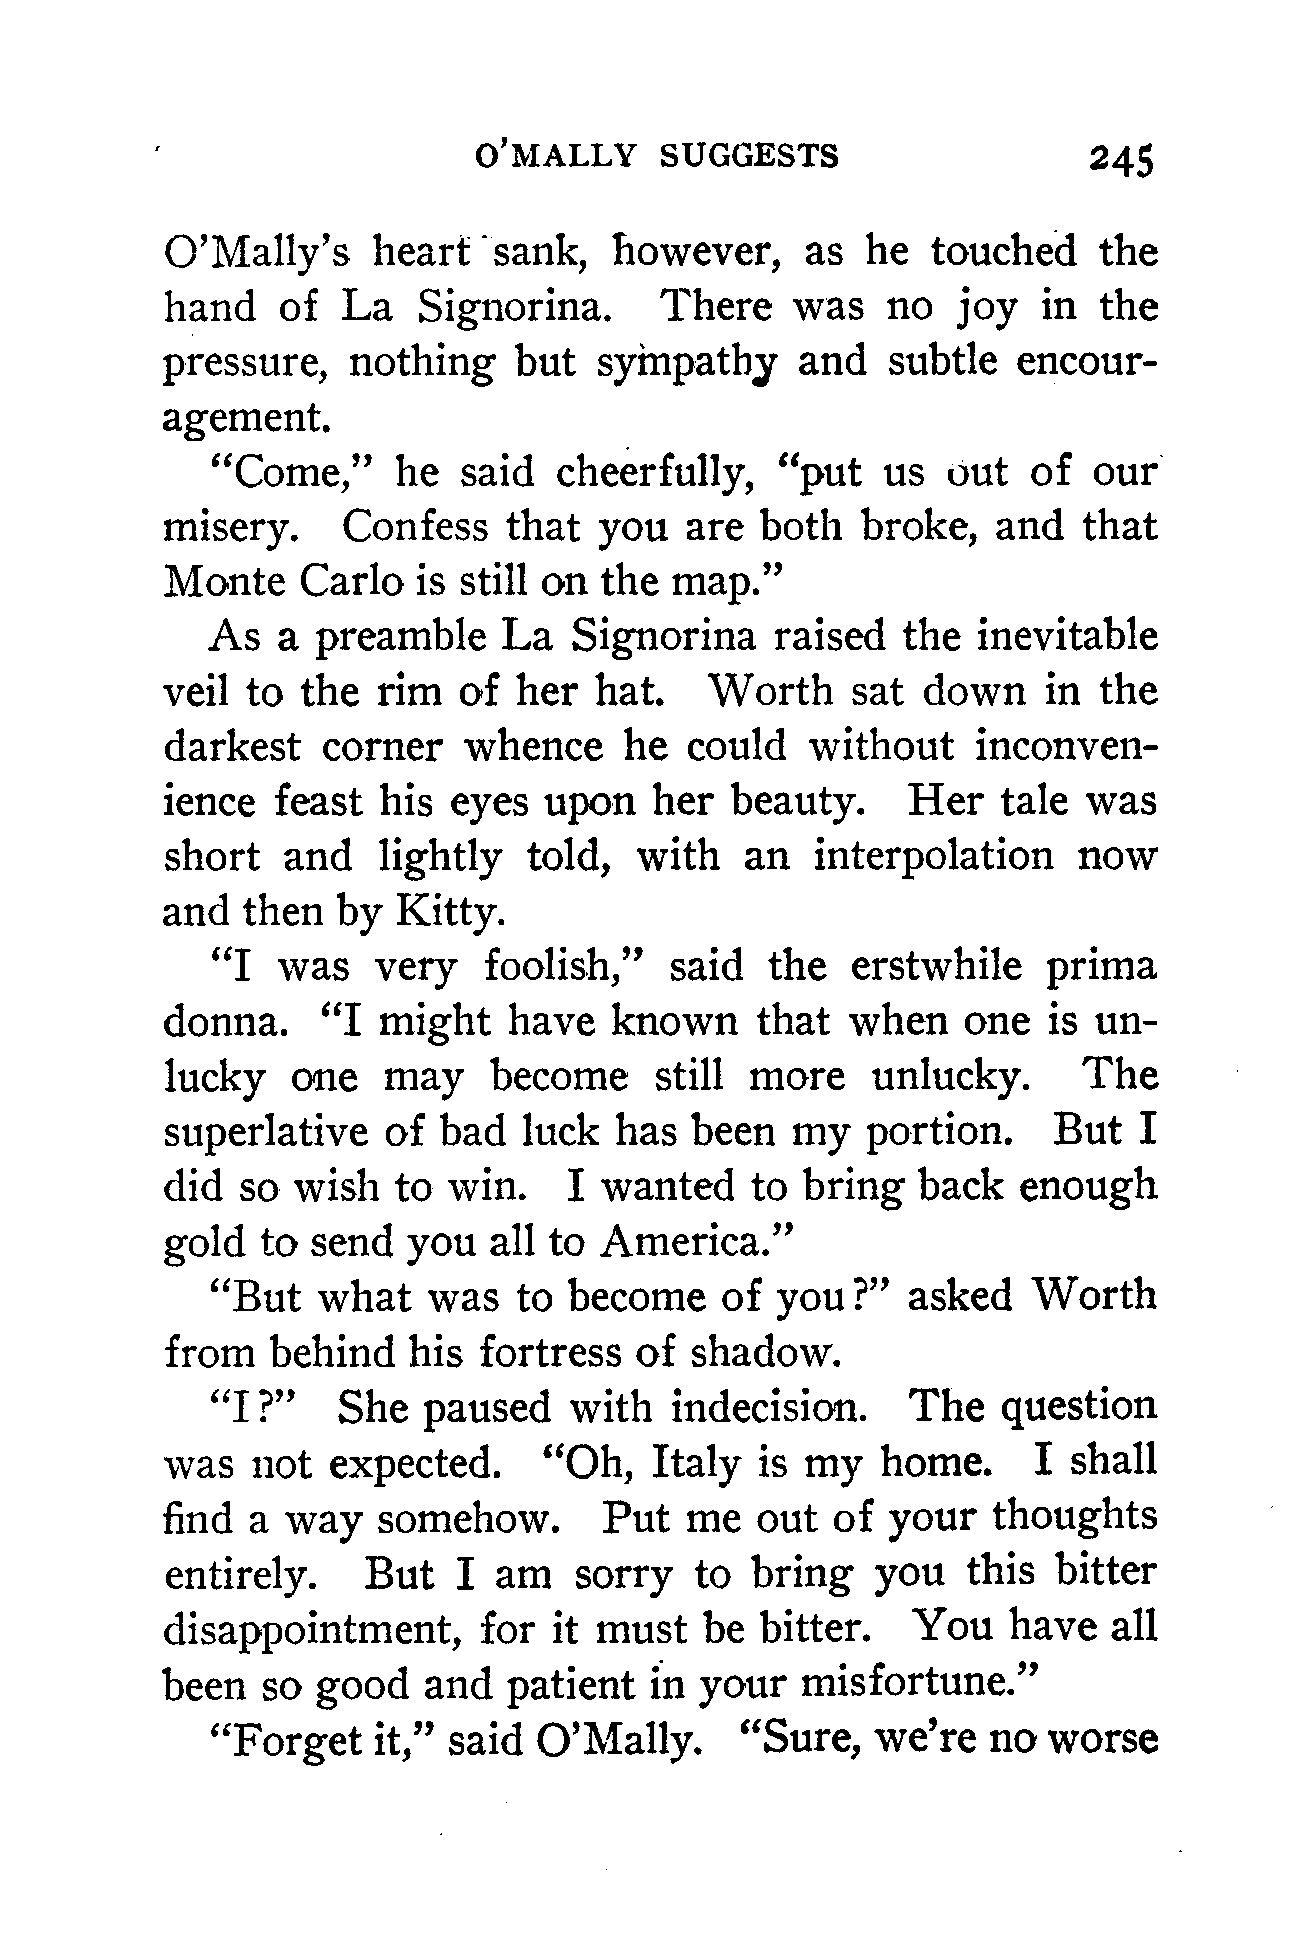 O'MALLY SUGGESTS 245
O'Mally's heart sank, however, as he touched the
hand of La Signorina. There was no joy in the
pressure, nothing but sympathy and subtle encour-
agement.
"Come," he said cheerfully, "put us out of our
misery. Confess that you are both broke, and that
Monte Carlo is still on the map."
As a preamble La Signorina raised the inevitable
veil to the rim of her hat. Worth sat down in the
darkest corner whence he could without inconven-
ience feast his eyes upon her beauty. Her tale was
short and lightly told, with an interpolation now
and then by Kitty.
"I was very foolish," said the erstwhile prima
donna. "I might have known that when one is un-
lucky one may become still more unlucky. The
superlative of bad luck has been my portion. But I
did so wish to win. I wanted to bring back enough
gold to send you all to America."
"But what was to become of you?" asked Worth
from behind his fortress of shadow.
"I?" She paused with indecision. The question
was not expected. "Oh, Italy is my home. I shall
find a way somehow. Put me out of your thoughts
entirely. But I am sorry to bring you this bitter
disappointment, for it must be bitter. You have all
been so good and patient in your misfortune."
"Forget it," said O'Mally. "Sure, we're no worse